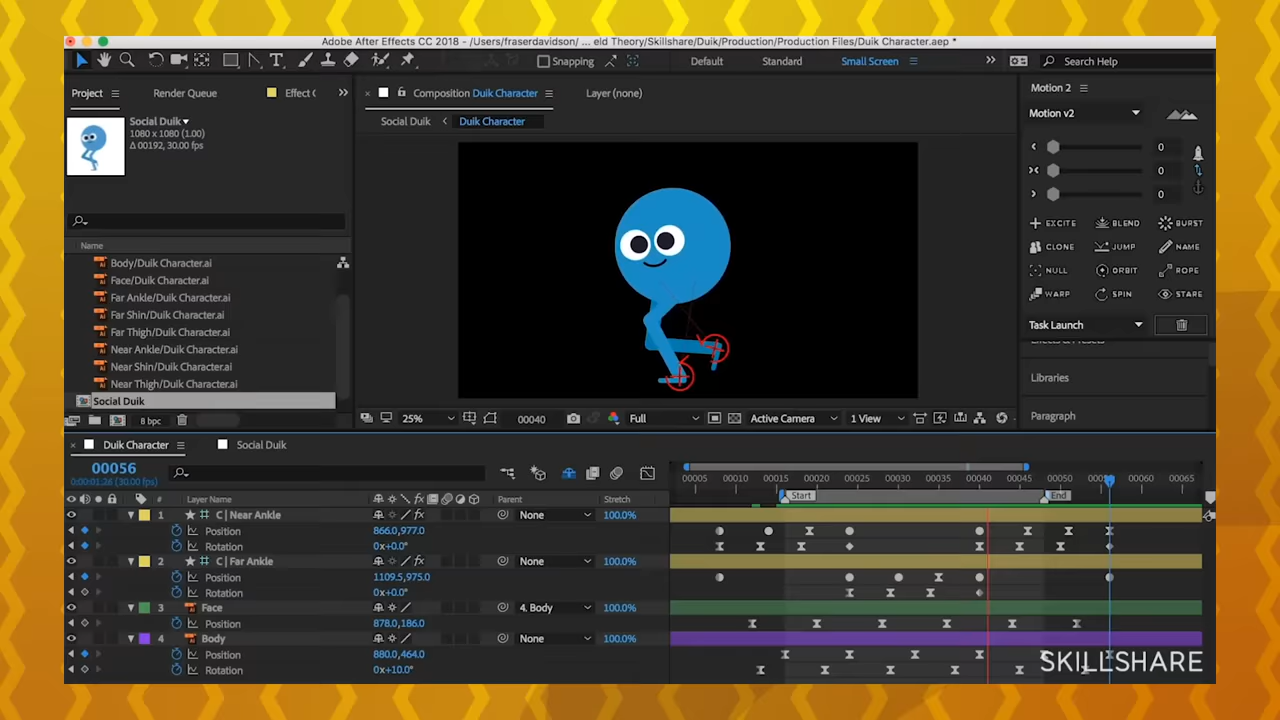 Adobe After Effects CC 2018 - /Users/fraserdavidson/ ... eld Theory/Skillshare/Duik/Production/Production Files/Duik Character.aep *
Snapping
Default
Standard
Small Screen
Search Help
Project
Render Queue
Effect C
Composition Duik Character
Layer (none)
Motion 2
Social Duik
1080 x 1080 (1.00)
Δ 00192, 30.00 fps
Social Duik
Duik Character
Motion v2
0
0
0
EXCITE BLEND BURST
CLONE JUMP NAME
NULL ORBIT ROPE
WARP SPIN STARE
Task Launch
Effects & Presets
Libraries
Paragraph
Name
Body/Duik Character.ai
Face/Duik Character.ai
Far Ankle/Duik Character.ai
Far Shin/Duik Character.ai
Far Thigh/Duik Character.ai
Near Ankle/Duik Character.ai
Near Shin/Duik Character.ai
Near Thigh/Duik Character.ai
Social Duik
8 bpc
25%
00040
Full
Active Camera
1 View
Duik Character
Social Duik
00056
0:00:01:26 (30.00 fps)
00005 00010 00015 00020 00025 00030 00035 00040 00045 00050 00055 00060 00065
Start
End
# Layer Name Parent Stretch
1 C | Near Ankle None 100.0%
Position 866.0,977.0
Rotation 0x+0.0°
2 C | Far Ankle None 100.0%
Position 1109.5,975.0
Rotation 0x+0.0°
3 Face 4. Body 100.0%
Position 878.0,186.0
4 Body None 100.0%
Position 880.0,464.0
Rotation 0x+10.0°
SKILLSHARE